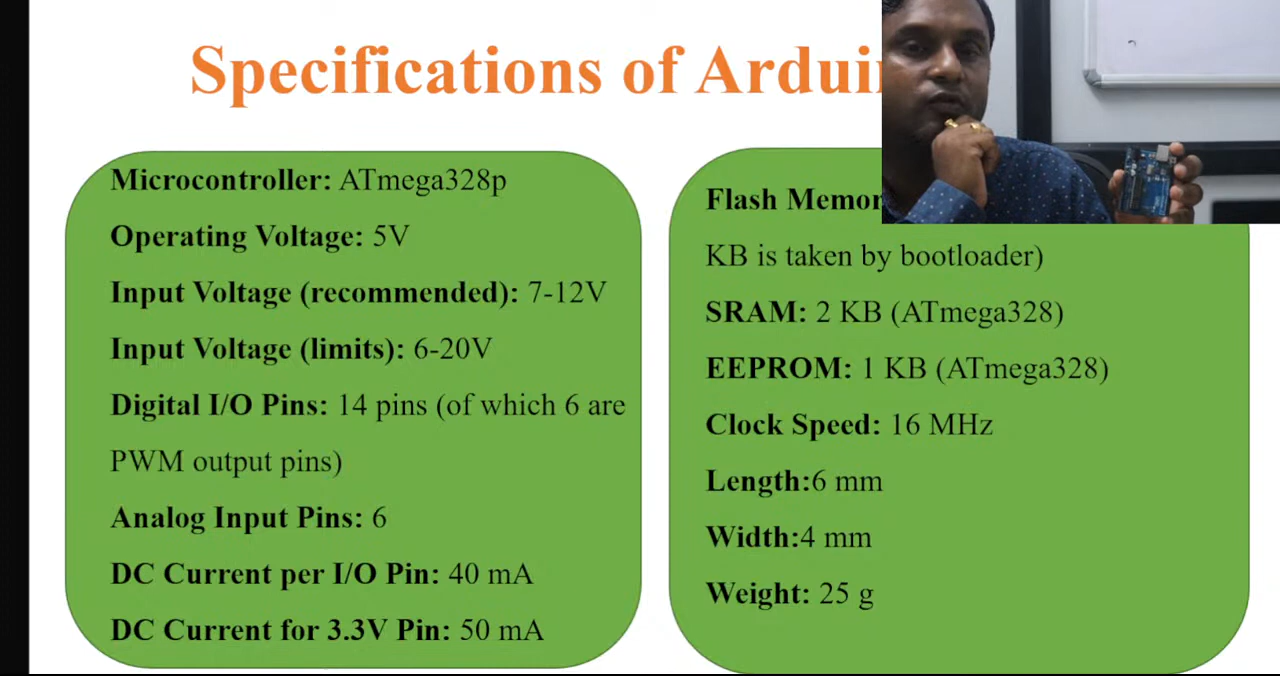 Specifications of
Microcontroller: ATmega328p
Operating Voltage: 5V
Input Voltage (recommended): 7-12V
Input Voltage (limits): 6-20V
Digital I/O Pins: 14 pins (of which 6 are
PWM output pins)
Analog Input Pins: 6
DC Current per I/O Pin: 40 mA
DC Current for 3.3V Pin: 50 mA
Flash
KB is taken by bootloader)
SRAM: 2 KB (ATmega328)
EEPROM: 1 KB (ATmega328)
Clock Speed: 16 MHz
Length:6 mm
Width:4 mm
Weight: 25 g